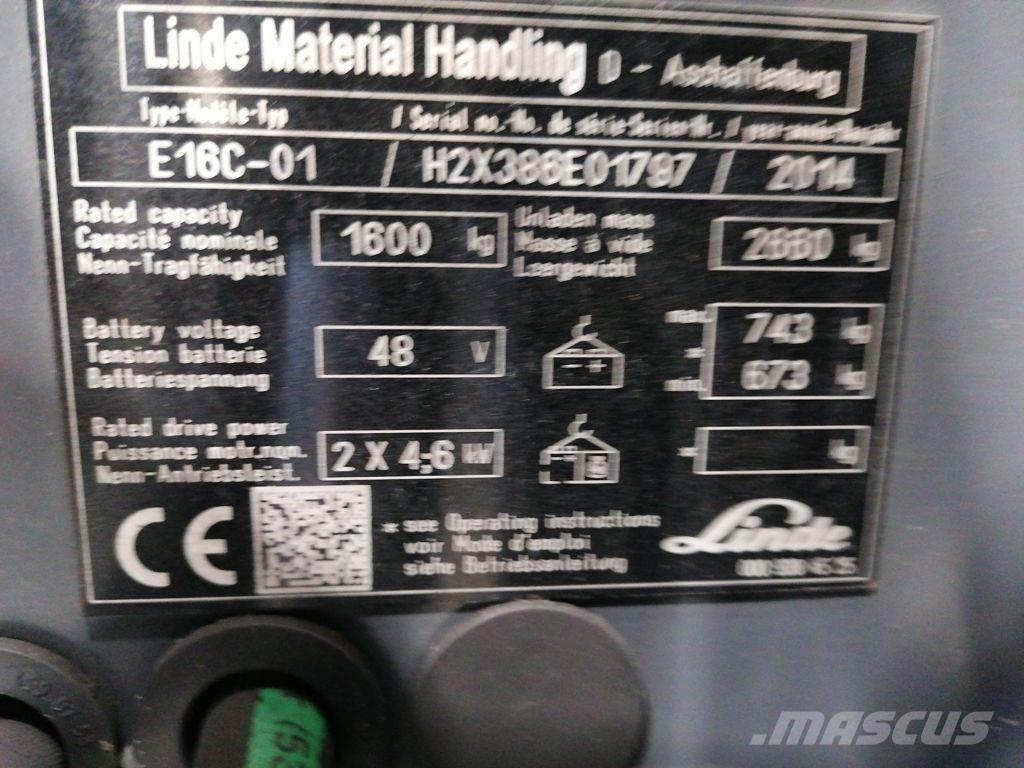 Linde Material Handling D - Aschaffenburg
Type-Modèle-Typ / Serial no.-No. de série-Serien-Nr. / year-année-Baujahr
E16C-01 / H2X386E01797 / 2014
Rated capacity
Capacité nominale
Nenn-Tragfähigkeit
1600 kg
Unladen mass
Masse à vide
Leergewicht
2660 kg
Battery voltage
Tension batterie
Batteriespannung
48 V
- +
max. 743 kg
*
min. 673 kg
Rated drive power
Puissance motr.nom.
Nenn-Antriebsleist.
2 X 4,6 kW
* kg
CE
* see Operating instructions
voir Mode d'emploi
siehe Betriebsanleitung
Linde
.MASCUS